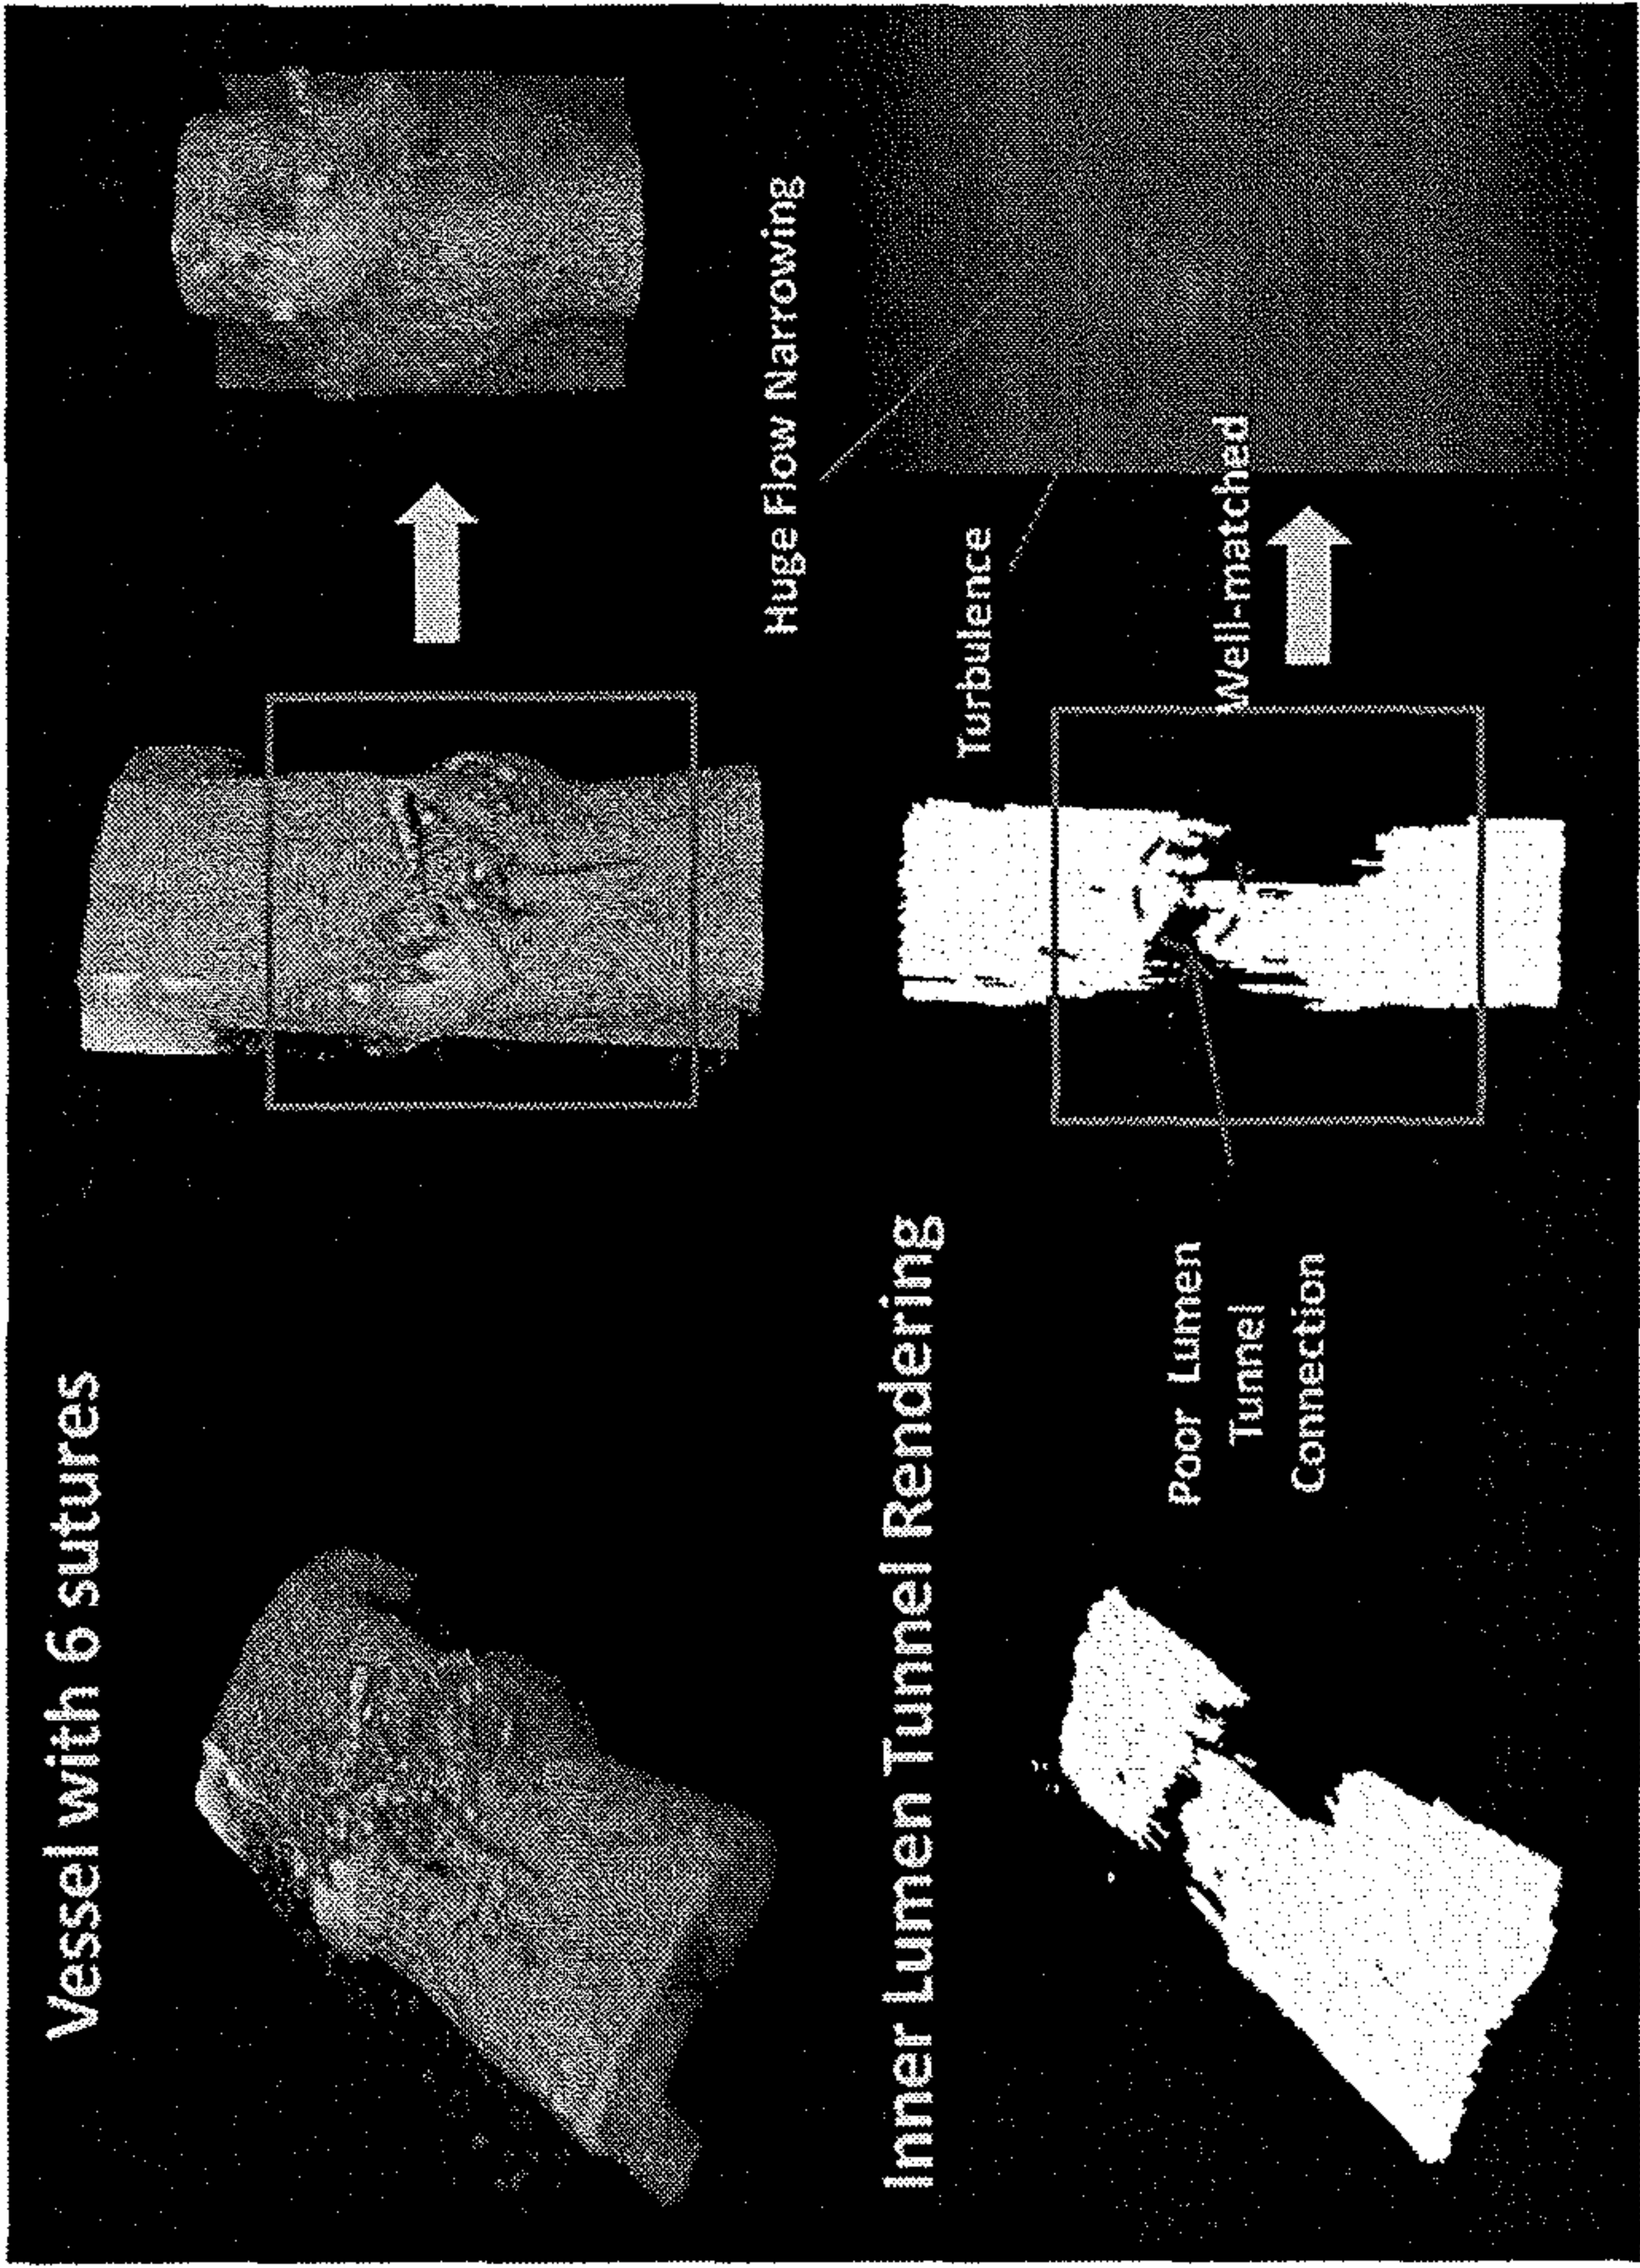 Vessel with 6 sutures
Huge Flow Narrowing
Inner Lumen Tunnel Rendering
Turbulence
Poor Lumen
Tunnel
Connection
Well-matched